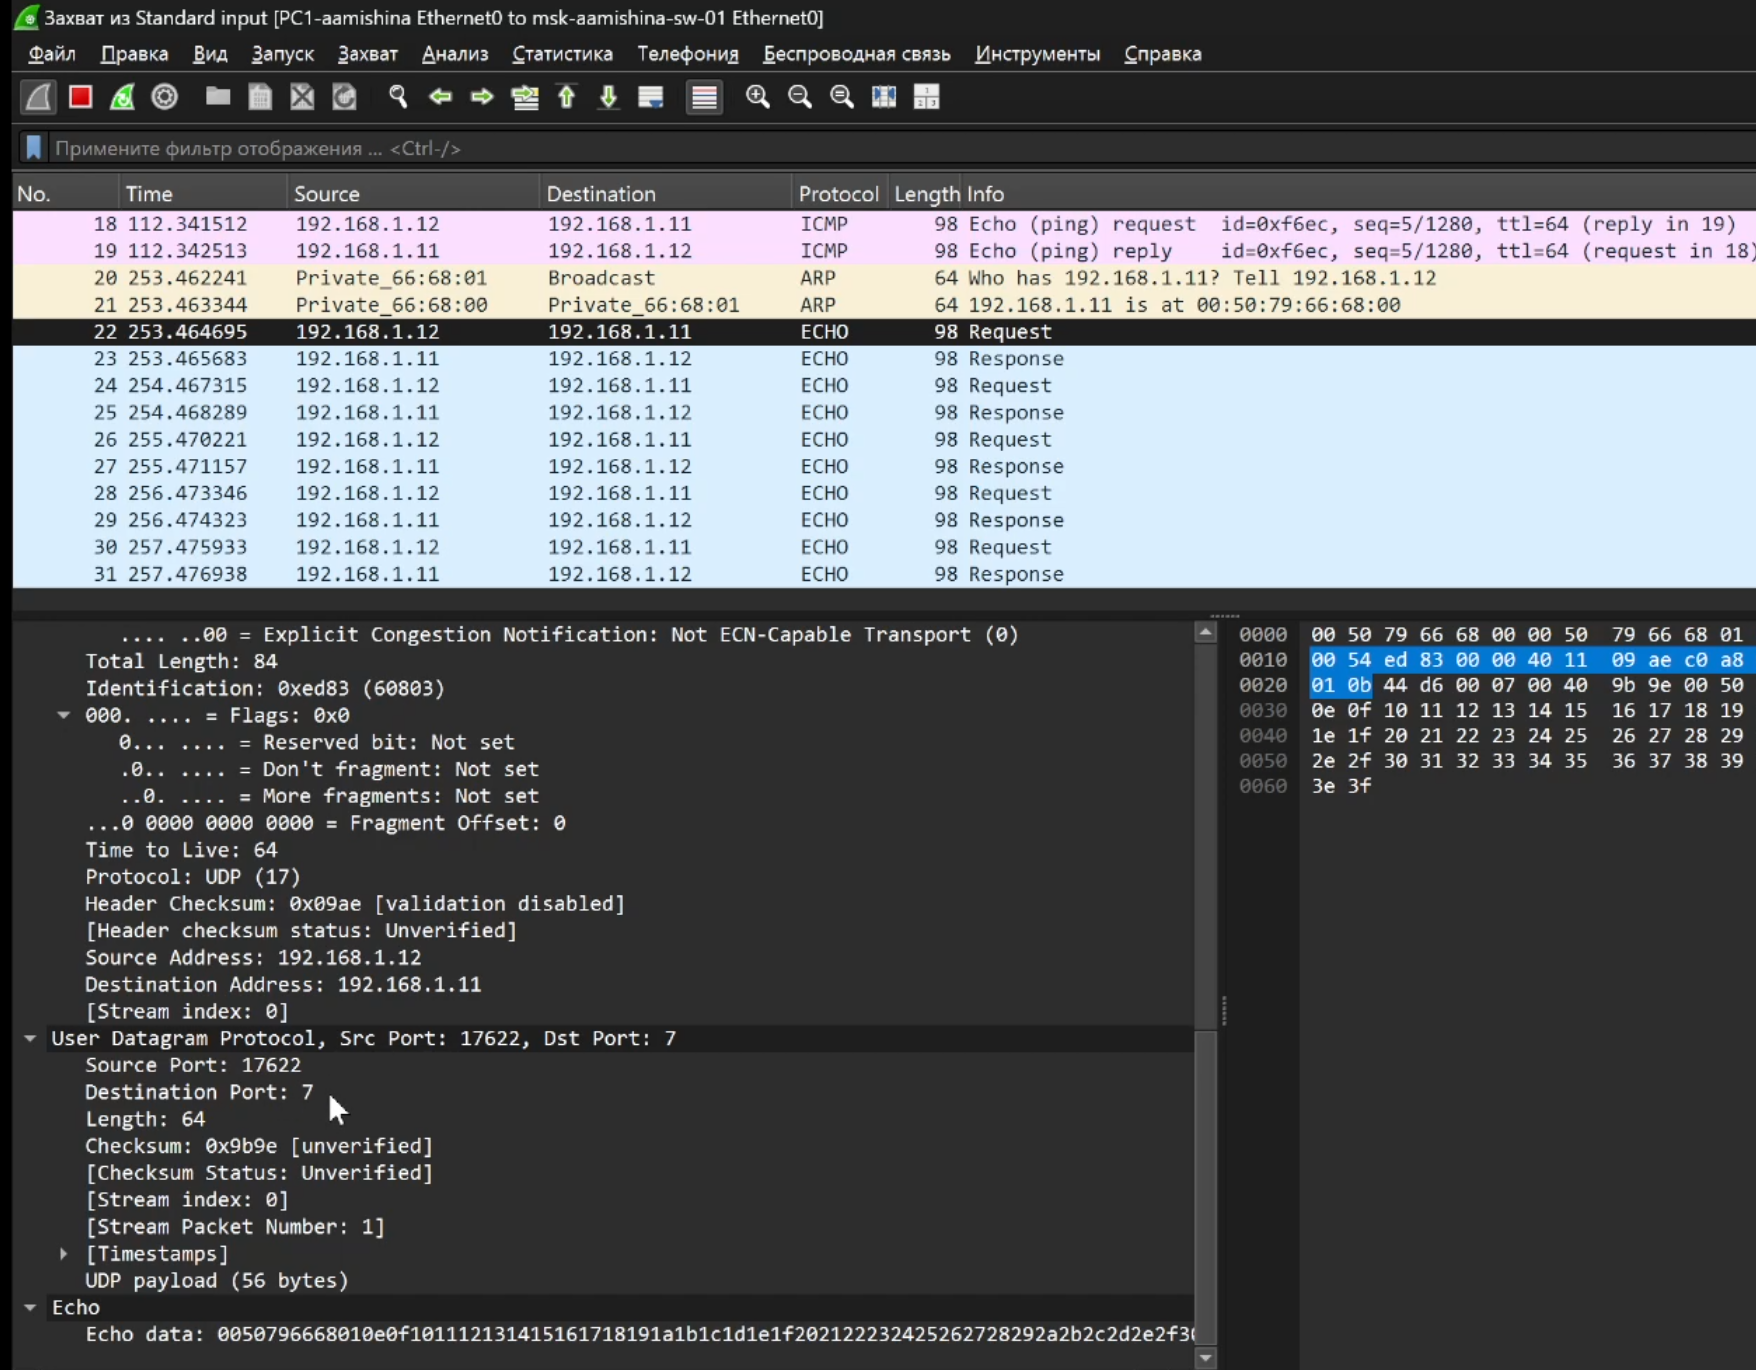 Захват из Standard input [PC1-aamishina Ethernet0 to msk-aamishina-sw-01 Ethernet0]
Файл Правка Вид Запуск Захват Анализ Статистика Телефония Беспроводная связь Инструменты Справка
Примените фильтр отображения ... <Ctrl-/>
No. Time Source Destination Protocol Length Info
18 112.341512 192.168.1.12 192.168.1.11 ICMP 98 Echo (ping) request id=0xf6ec, seq=5/1280, ttl=64 (reply in 19)
19 112.342513 192.168.1.11 192.168.1.12 ICMP 98 Echo (ping) reply id=0xf6ec, seq=5/1280, ttl=64 (request in 18)
20 253.462241 Private_66:68:01 Broadcast ARP 64 Who has 192.168.1.11? Tell 192.168.1.12
21 253.463344 Private_66:68:00 Private_66:68:01 ARP 64 192.168.1.11 is at 00:50:79:66:68:00
22 253.464695 192.168.1.12 192.168.1.11 ECHO 98 Request
23 253.465683 192.168.1.11 192.168.1.12 ECHO 98 Response
24 254.467315 192.168.1.12 192.168.1.11 ECHO 98 Request
25 254.468289 192.168.1.11 192.168.1.12 ECHO 98 Response
26 255.470221 192.168.1.12 192.168.1.11 ECHO 98 Request
27 255.471157 192.168.1.11 192.168.1.12 ECHO 98 Response
28 256.473346 192.168.1.12 192.168.1.11 ECHO 98 Request
29 256.474323 192.168.1.11 192.168.1.12 ECHO 98 Response
30 257.475933 192.168.1.12 192.168.1.11 ECHO 98 Request
31 257.476938 192.168.1.11 192.168.1.12 ECHO 98 Response
.... ..00 = Explicit Congestion Notification: Not ECN-Capable Transport (0)
Total Length: 84
Identification: 0xed83 (60803)
000. .... = Flags: 0x0
0... .... = Reserved bit: Not set
.0.. .... = Don't fragment: Not set
..0. .... = More fragments: Not set
...0 0000 0000 0000 = Fragment Offset: 0
Time to Live: 64
Protocol: UDP (17)
Header Checksum: 0x09ae [validation disabled]
[Header checksum status: Unverified]
Source Address: 192.168.1.12
Destination Address: 192.168.1.11
[Stream index: 0]
User Datagram Protocol, Src Port: 17622, Dst Port: 7
Source Port: 17622
Destination Port: 7
Length: 64
Checksum: 0x9b9e [unverified]
[Checksum Status: Unverified]
[Stream index: 0]
[Stream Packet Number: 1]
[Timestamps]
UDP payload (56 bytes)
Echo
Echo data: 0050796668010e0f101112131415161718191a1b1c1d1e1f202122232425262728292a2b2c2d2e2f3
0000 00 50 79 66 68 00 00 50 79 66 68 01
0010 00 54 ed 83 00 00 40 11 09 ae c0 a8
0020 01 0b 44 d6 00 07 00 40 9b 9e 00 50
0030 0e 0f 10 11 12 13 14 15 16 17 18 19
0040 1e 1f 20 21 22 23 24 25 26 27 28 29
0050 2e 2f 30 31 32 33 34 35 36 37 38 39
0060 3e 3f